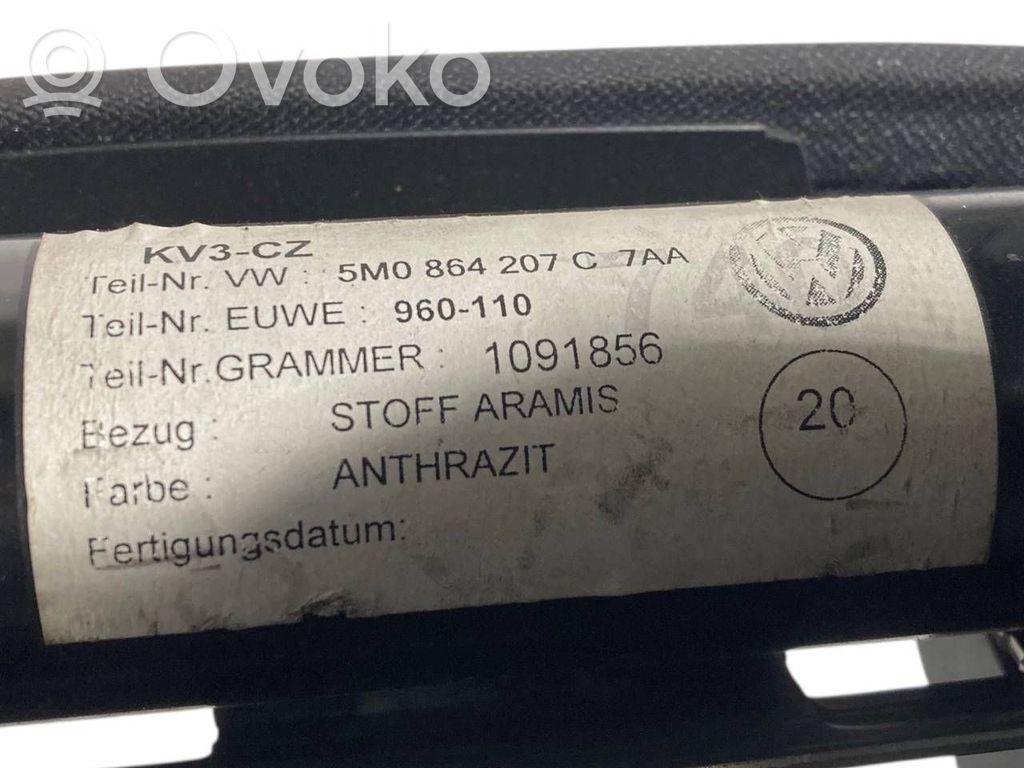 Ovoko
KV3-CZ
Teil-Nr. VW : 5M0 864 207 C 7AA
Teil-Nr. EUWE : 960-110
Teil-Nr.GRAMMER : 1091856
Bezug : STOFF ARAMIS
Farbe : ANTHRAZIT
Fertigungsdatum:
20